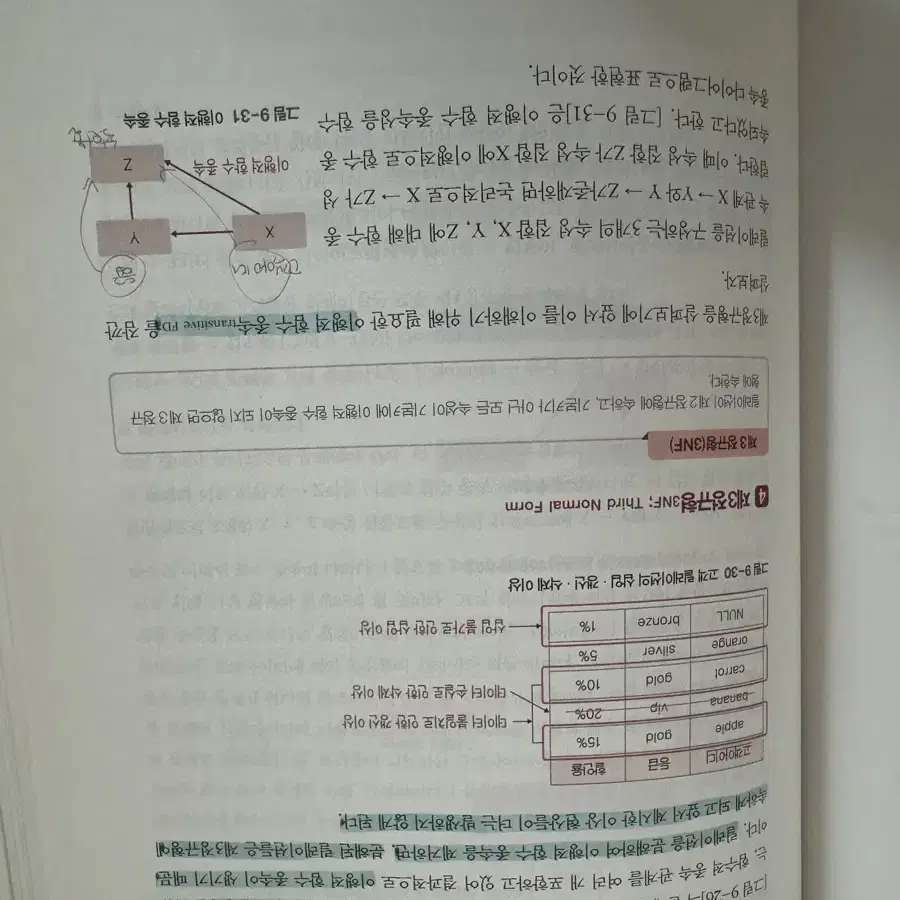 [그림 9-26]
는, 함수적 종속 관계를 여러 개 포함하고 있어 결과적으로 이행적 함수 종속이 생기기 때문
이다. 릴레이션을 분해하여 이행적 함수 종속을 제거하면, 분해된 릴레이션들은 제3정규형에
속하게 되고 앞서 제시한 이상 현상들이 더는 발생하지 않게 된다.
고객아이디 등급 할인율
apple gold 15%
banana vip 20%
carrot gold 10%
orange silver 5%
NULL bronze 1%
데이터 불일치로 인한 갱신 이상
데이터 손실로 인한 삭제 이상
삽입 불가로 인한 삽입 이상
그림 9-30 고객 릴레이션의 삽입·갱신·삭제 이상
4 제3정규형3NF; Third Normal Form
제3정규형(3NF)
릴레이션이 제2정규형에 속하고, 기본키가 아닌 모든 속성이 기본키에 이행적 함수 종속이 되지 않으면 제3정규
형에 속한다.
제3정규형을 살펴보기에 앞서 이를 이해하기 위해 필요한 이행적 함수 종속transitive FD을 잠깐
살펴보자.
릴레이션을 구성하는 3개의 속성 집합 X, Y, Z에 대해 함수 종
속 관계 X → Y와 Y → Z가 존재하면 논리적으로 X → Z가 성
립한다. 이때 속성 집합 Z가 속성 집합 X에 이행적으로 함수 종
속되었다고 한다. [그림 9-31]은 이행적 함수 종속성을 함수
종속 다이어그램으로 표현한 것이다.
고객아이디
등급
X
Y
Z
이행적 함수 종속
할인율
그림 9-31 이행적 함수 종속